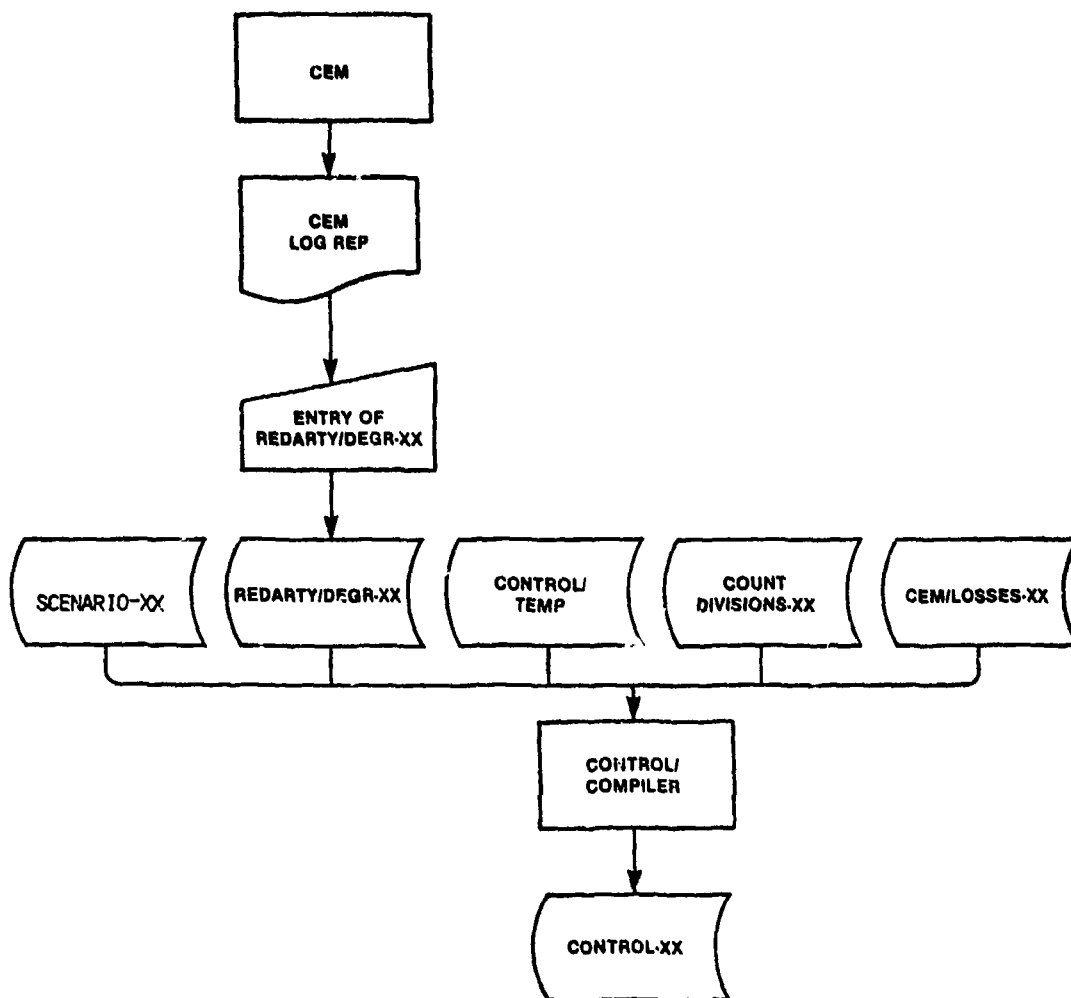 CEM
CEM
LOG REP
ENTRY OF
REDARTY/DEGR-XX
SCENARIO-XX
REDARTY/DEGR-XX
CONTROL/
TEMP
COUNT
DIVISIONS-XX
CEM/LOSSES-XX
CONTROL/
COMPILER
CONTROL-XX